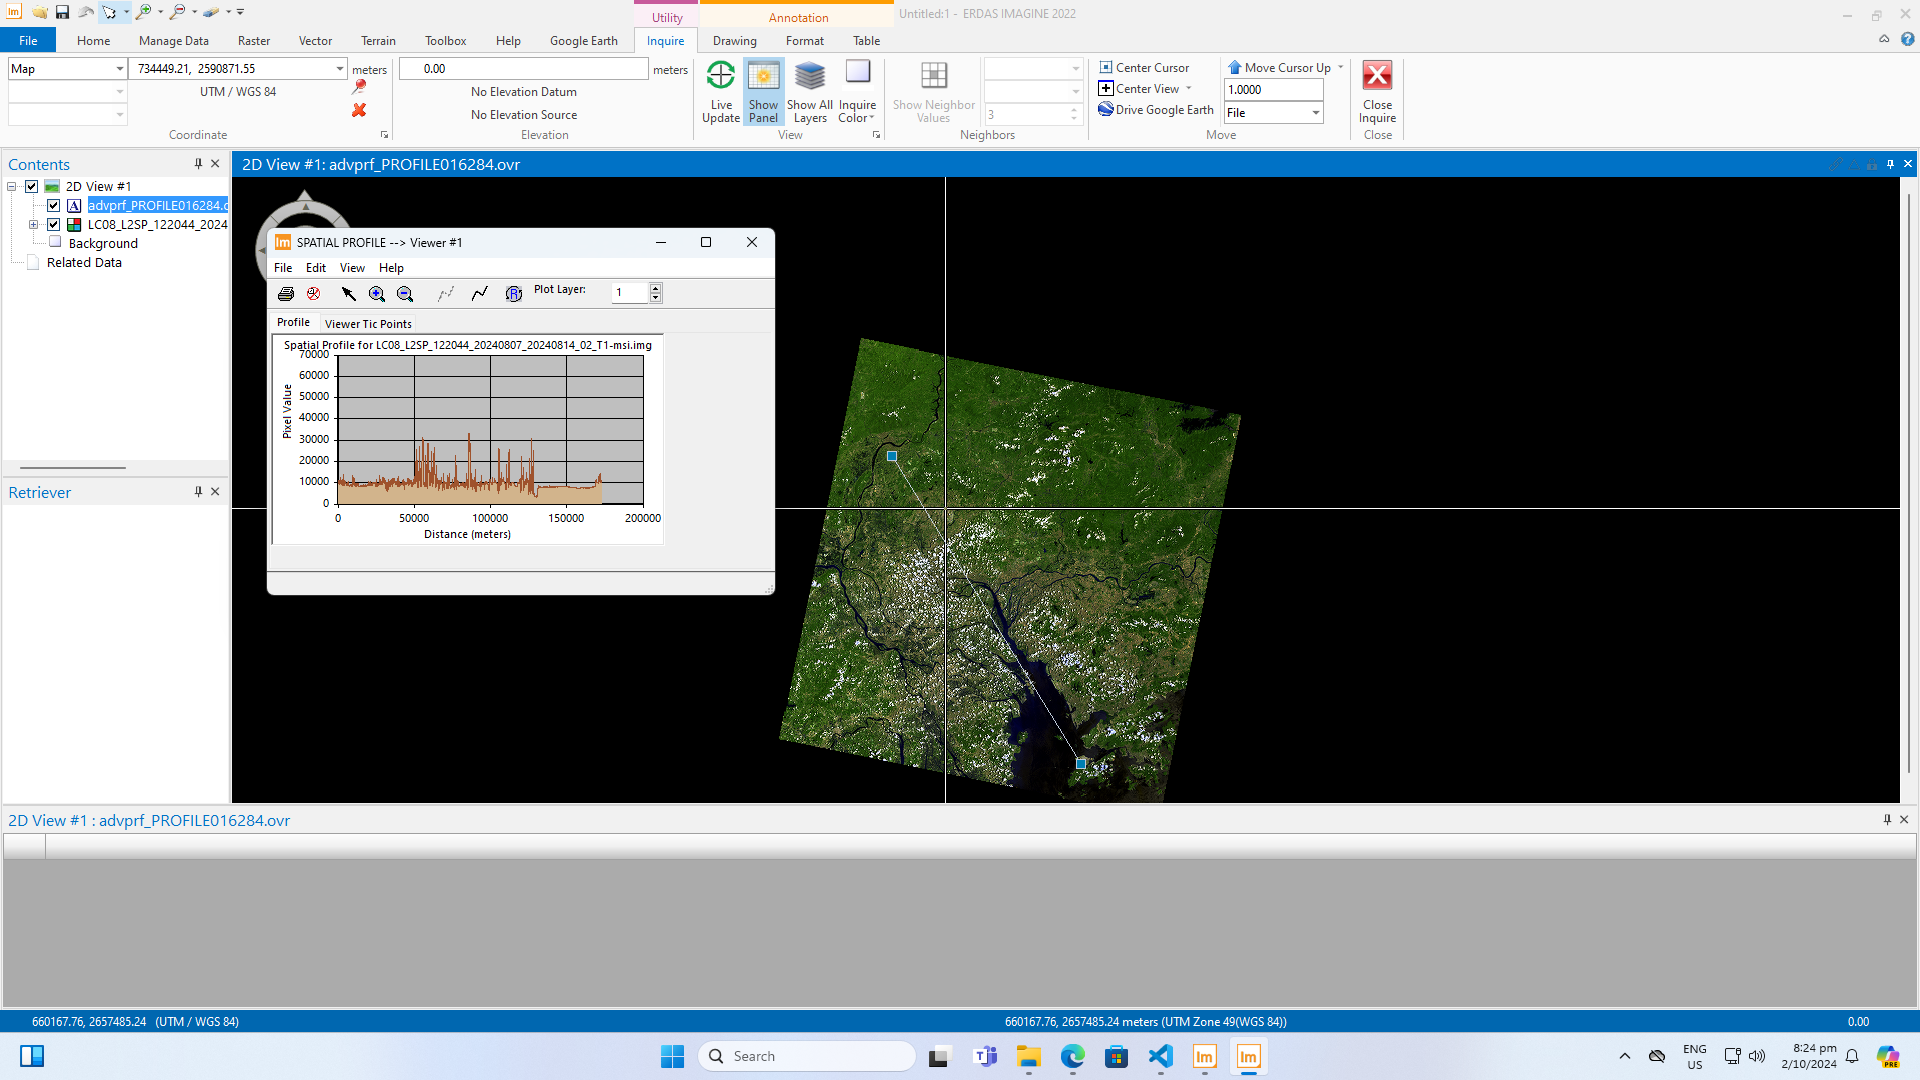 Utility
Annotation
Untitled:1 - ERDAS IMAGINE 2022
File
Home
Manage Data
Raster
Vector
Terrain
Toolbox
Help
Google Earth
Inquire
Drawing
Format
Table
Map
734449.21, 2590871.55
meters
UTM / WGS 84
Coordinate
0.00
meters
No Elevation Datum
No Elevation Source
Elevation
Live
Update
Show
Panel
Show All
Layers
Inquire
Color
View
Show Neighbor
Values
3
Neighbors
Center Cursor
Center View
Drive Google Earth
Move Cursor Up
1.0000
File
Move
Close
Inquire
Close
Contents
2D View #1
advprf_PROFILE016284.o
LC08_L2SP_122044_2024
Background
Related Data
Retriever
2D View #1: advprf_PROFILE016284.ovr
SPATIAL PROFILE --> Viewer #1
File Edit View Help
Plot Layer: 1
Profile
Viewer Tic Points
Spatial Profile for LC08_L2SP_122044_20240807_20240814_02_T1-msi.img
70000
60000
50000
40000
30000
20000
10000
0
Pixel Value
0 50000 100000 150000 200000
Distance (meters)
2D View #1 : advprf_PROFILE016284.ovr
660167.76, 2657485.24 (UTM / WGS 84)
660167.76, 2657485.24 meters (UTM Zone 49(WGS 84))
0.00
Search
ENG
US
8:24 pm
2/10/2024